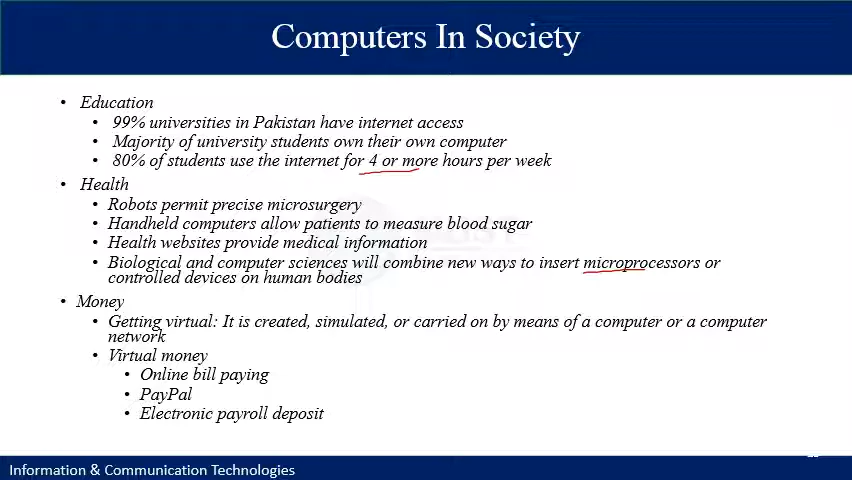 Computers In Society
• Education
• 99% universities in Pakistan have internet access
• Majority of university students own their own computer
• 80% of students use the internet for 4 or more hours per week
• Health
• Robots permit precise microsurgery
• Handheld computers allow patients to measure blood sugar
• Health websites provide medical information
• Biological and computer sciences will combine new ways to insert microprocessors or
controlled devices on human bodies
• Money
• Getting virtual: It is created, simulated, or carried on by means of a computer or a computer
network
• Virtual money
• Online bill paying
• PayPal
• Electronic payroll deposit
Information & Communication Technologies